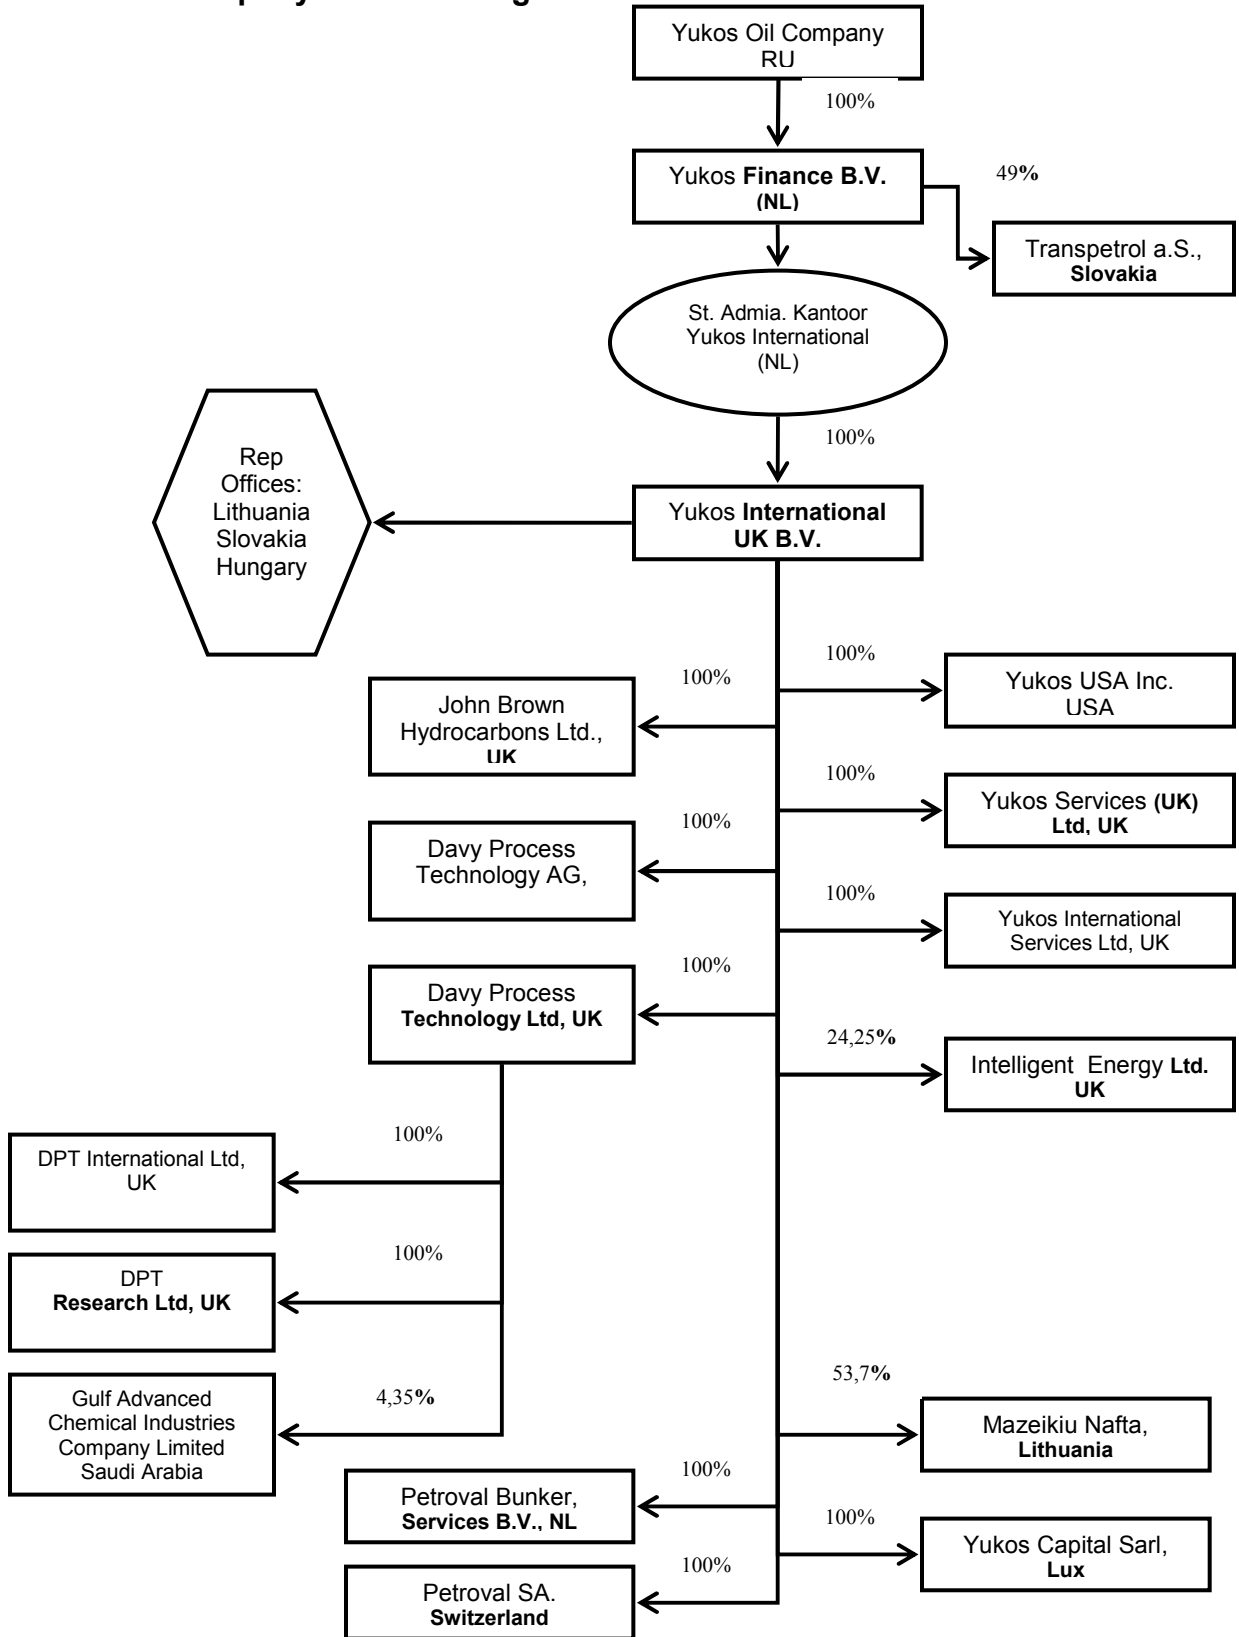 Yukos Oil Company
RU
100%
Yukos Finance B.V.
(NL)
49%
Transpetrol a.S.,
Slovakia
St. Admia. Kantoor
Yukos International
(NL)
100%
Rep
Offices:
Lithuania
Slovakia
Hungary
Yukos International
UK B.V.
100%
John Brown
Hydrocarbons Ltd.,
UK
100%
Yukos USA Inc.
USA
100%
Yukos Services (UK)
Ltd, UK
100%
Davy Process
Technology AG,
100%
Yukos International
Services Ltd, UK
100%
Davy Process
Technology Ltd, UK
24,25%
Intelligent Energy Ltd.
UK
100%
DPT International Ltd,
UK
100%
DPT
Research Ltd, UK
4,35%
Gulf Advanced
Chemical Industries
Company Limited
Saudi Arabia
53,7%
Mazeikiu Nafta,
Lithuania
100%
Petroval Bunker,
Services B.V., NL
100%
Yukos Capital Sarl,
Lux
100%
Petroval SA.
Switzerland